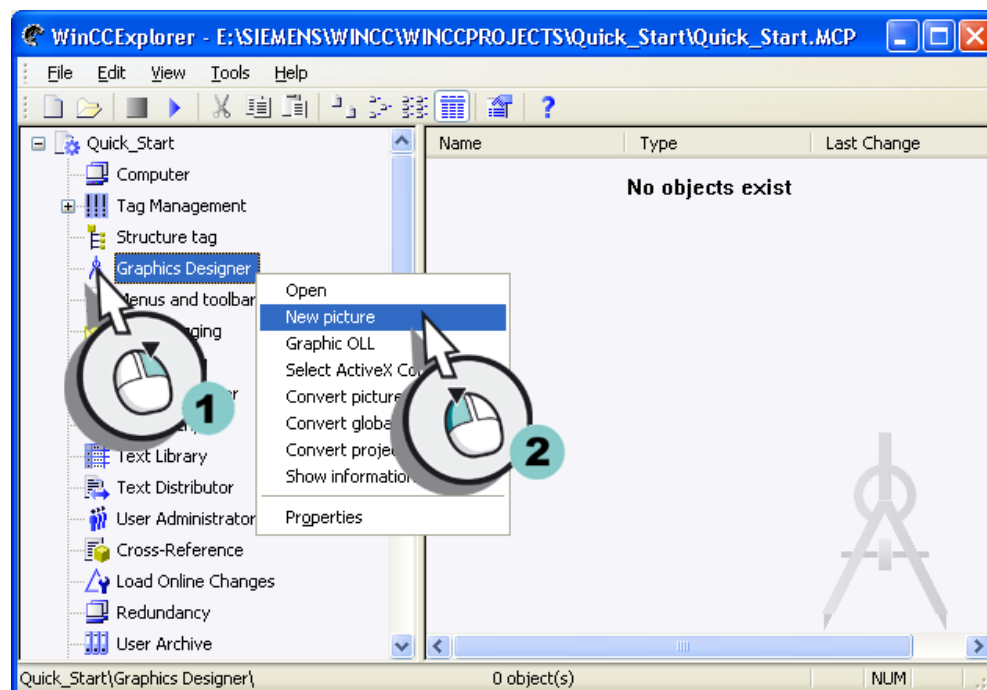 WinCCExplorer - E:\SIEMENS\WINCC\WINCCPROJECTS\Quick_Start\Quick_Start.MCP
File Edit View Tools Help
Quick_Start
Computer
Tag Management
Structure tag
Graphics Designer
Menus and toolbar
Text Library
Text Distributor
User Administrator
Cross-Reference
Load Online Changes
Redundancy
User Archive
Name Type Last Change
No objects exist
Open
New picture
Graphic OLL
Select ActiveX
Convert picture
Convert
Convert
Show information
Properties
1
2
Quick_Start\Graphics Designer\ 0 object(s) NUM